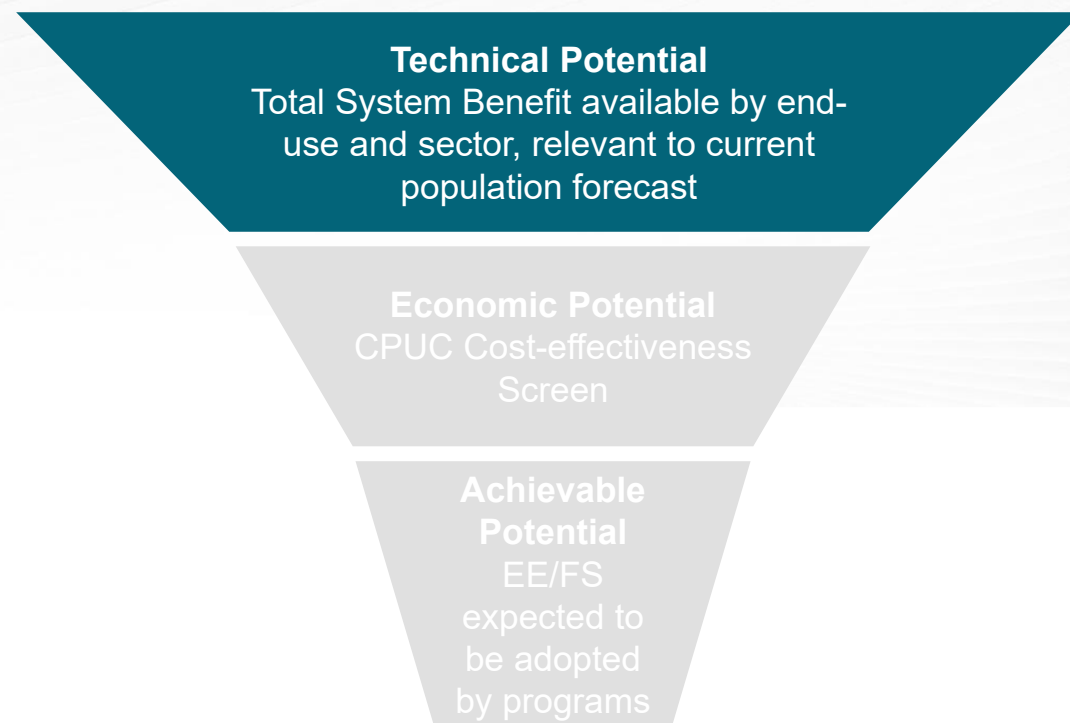 Technical Potential
Total System Benefit available by end-
use and sector, relevant to current
population forecast
Economic Potential
CPUC Cost-effectiveness
Screen
Achievable
Potential
EE/FS
expected to
be adopted
by programs